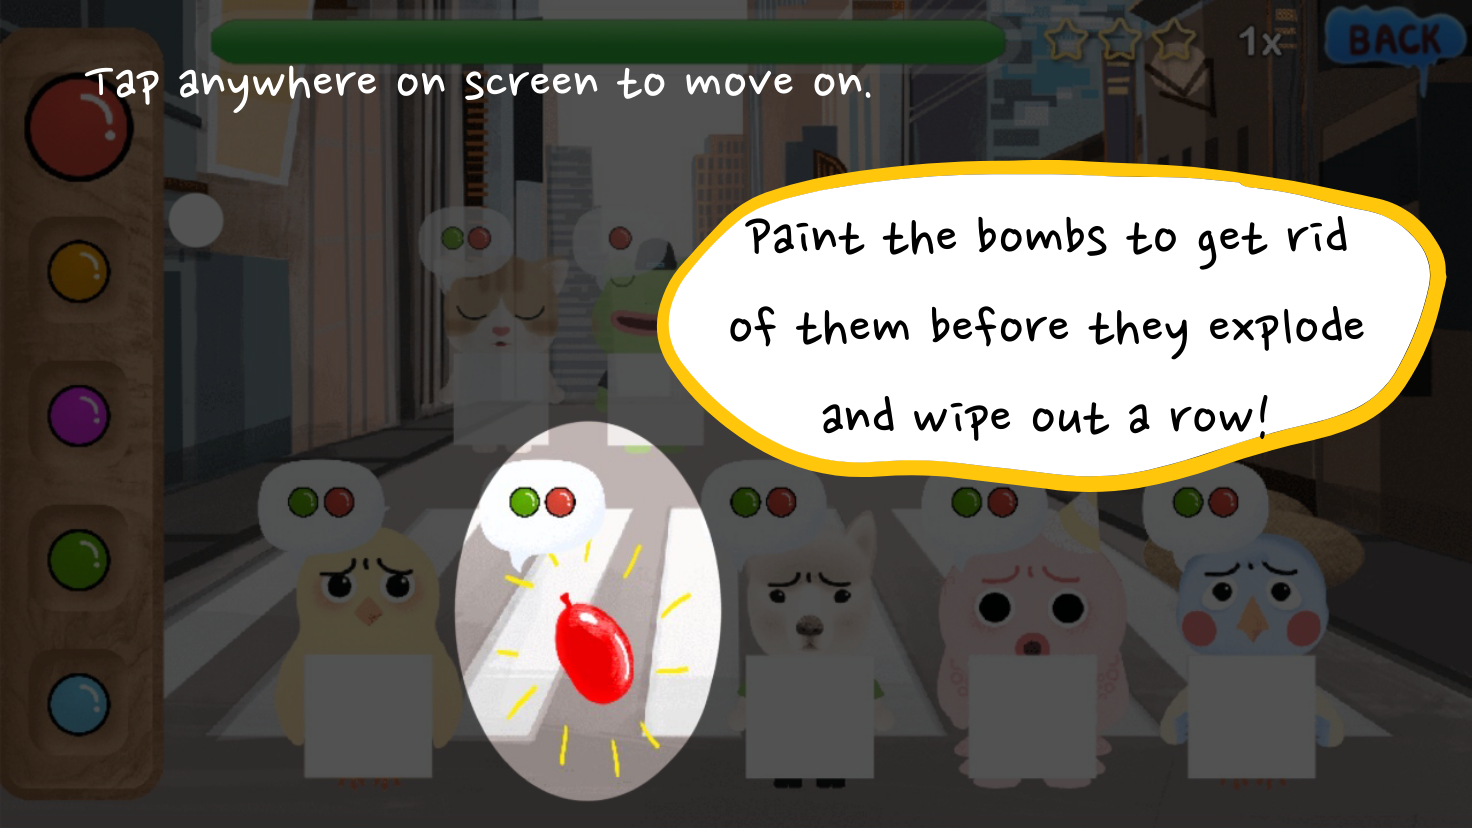 BACK
1x
Tap anywhere on screen to move on.
Paint the bombs to get rid
of them before they explode
and wipe out a row!